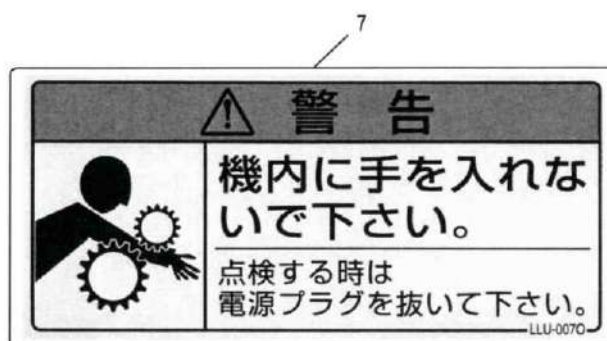 7
⚠ 警告
機内に手を入れな
いで下さい。
点検する時は
電源プラグを抜いて下さい。
LLU-007O